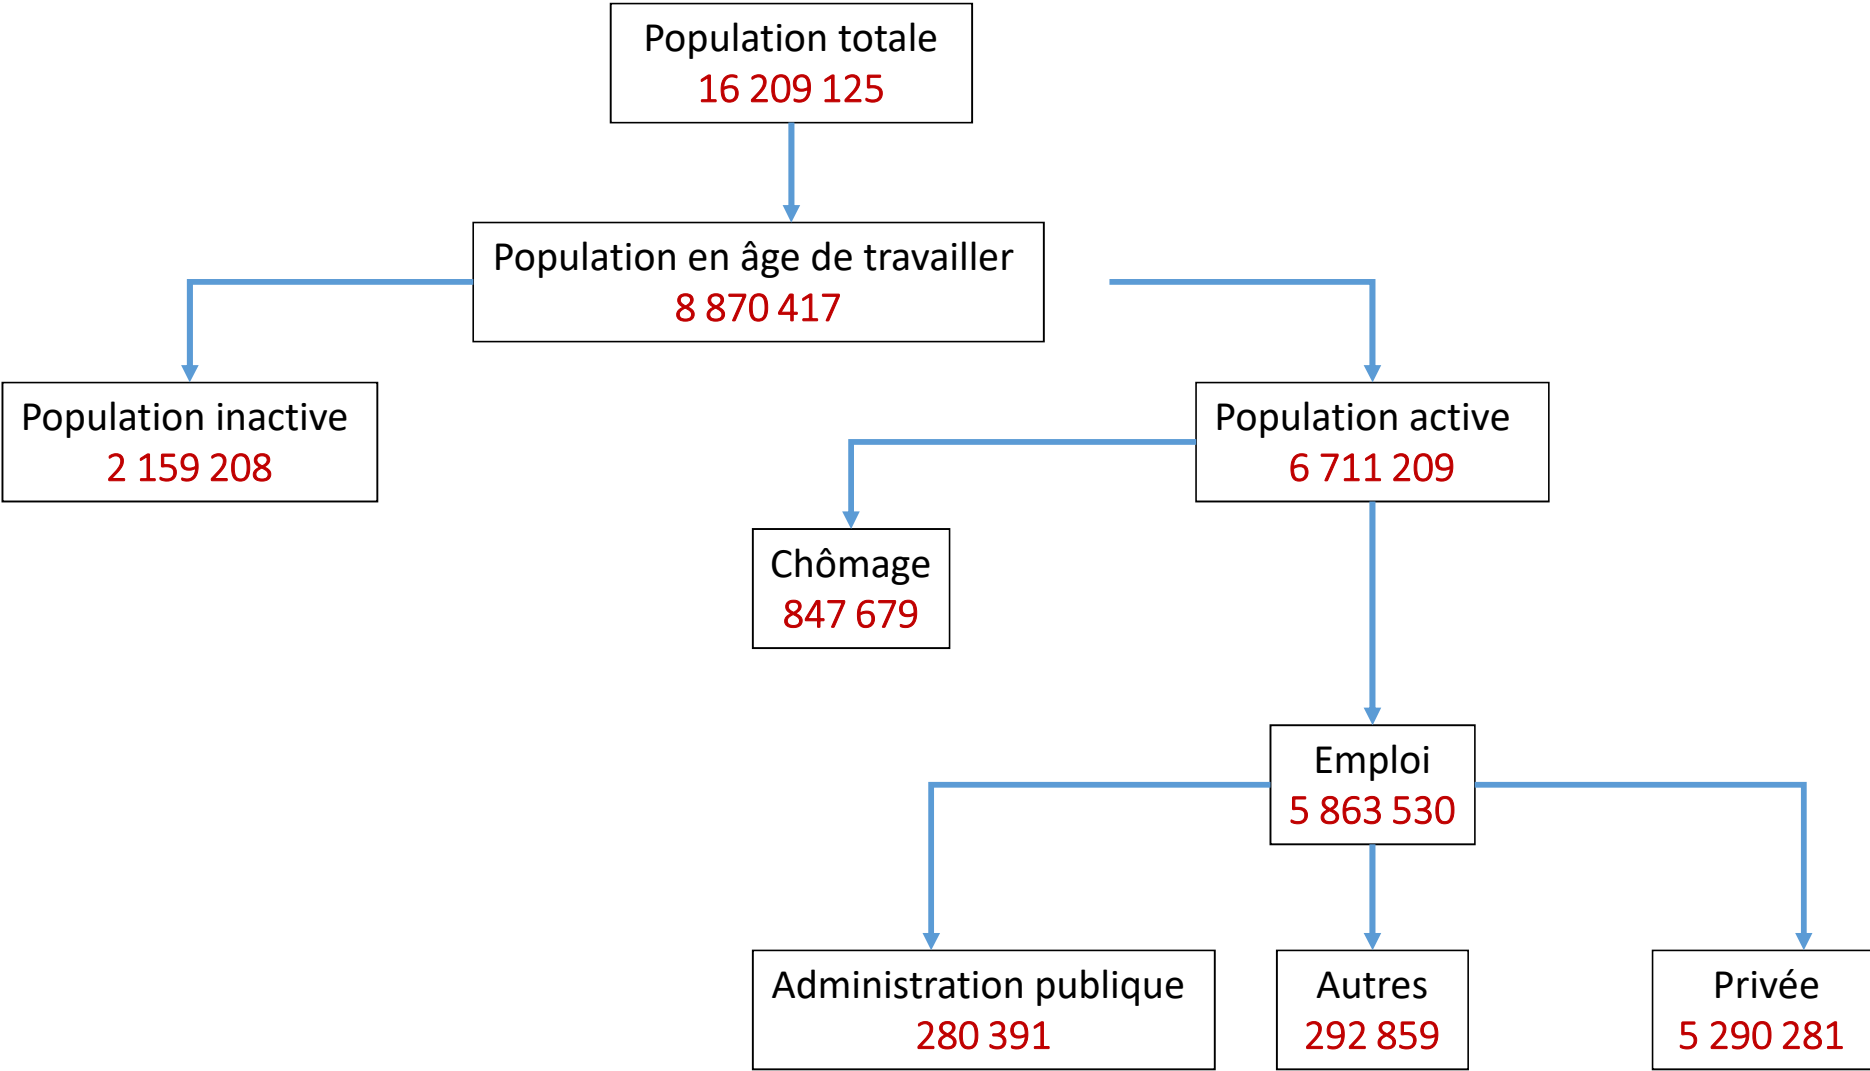 Population totale
16 209 125
Population en âge de travailler
8 870 417
Population inactive
2 159 208
Population active
6 711 209
Chômage
847 679
Emploi
5 863 530
Administration publique
280 391
Autres
292 859
Privée
5 290 281